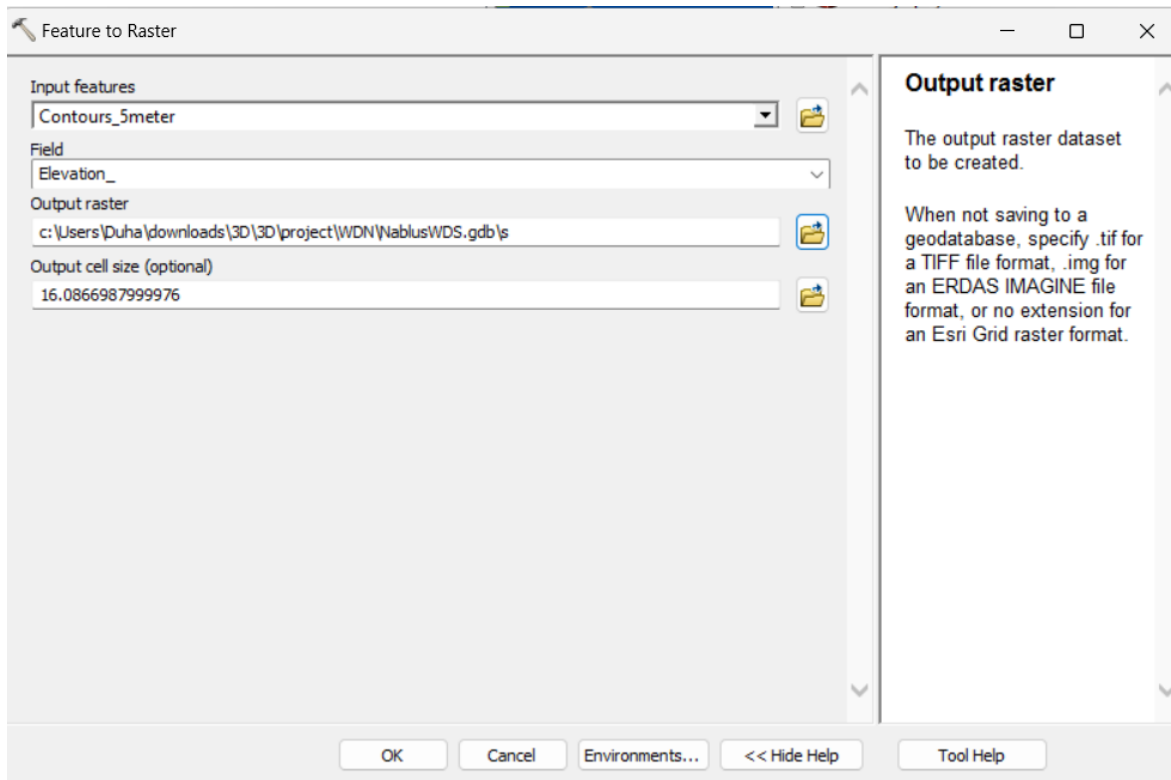 Feature to Raster
Input features
Contours_5meter
Field
Elevation_
Output raster
c:\Users\Duha\downloads\3D\3D\project\WDN\NablusWDS.gdb\s
Output cell size (optional)
16.0866987999976
Output raster
The output raster dataset
to be created.
When not saving to a
geodatabase, specify .tif for
a TIFF file format, .img for
an ERDAS IMAGINE file
format, or no extension for
an Esri Grid raster format.
OK
Cancel
Environments...
<< Hide Help
Tool Help